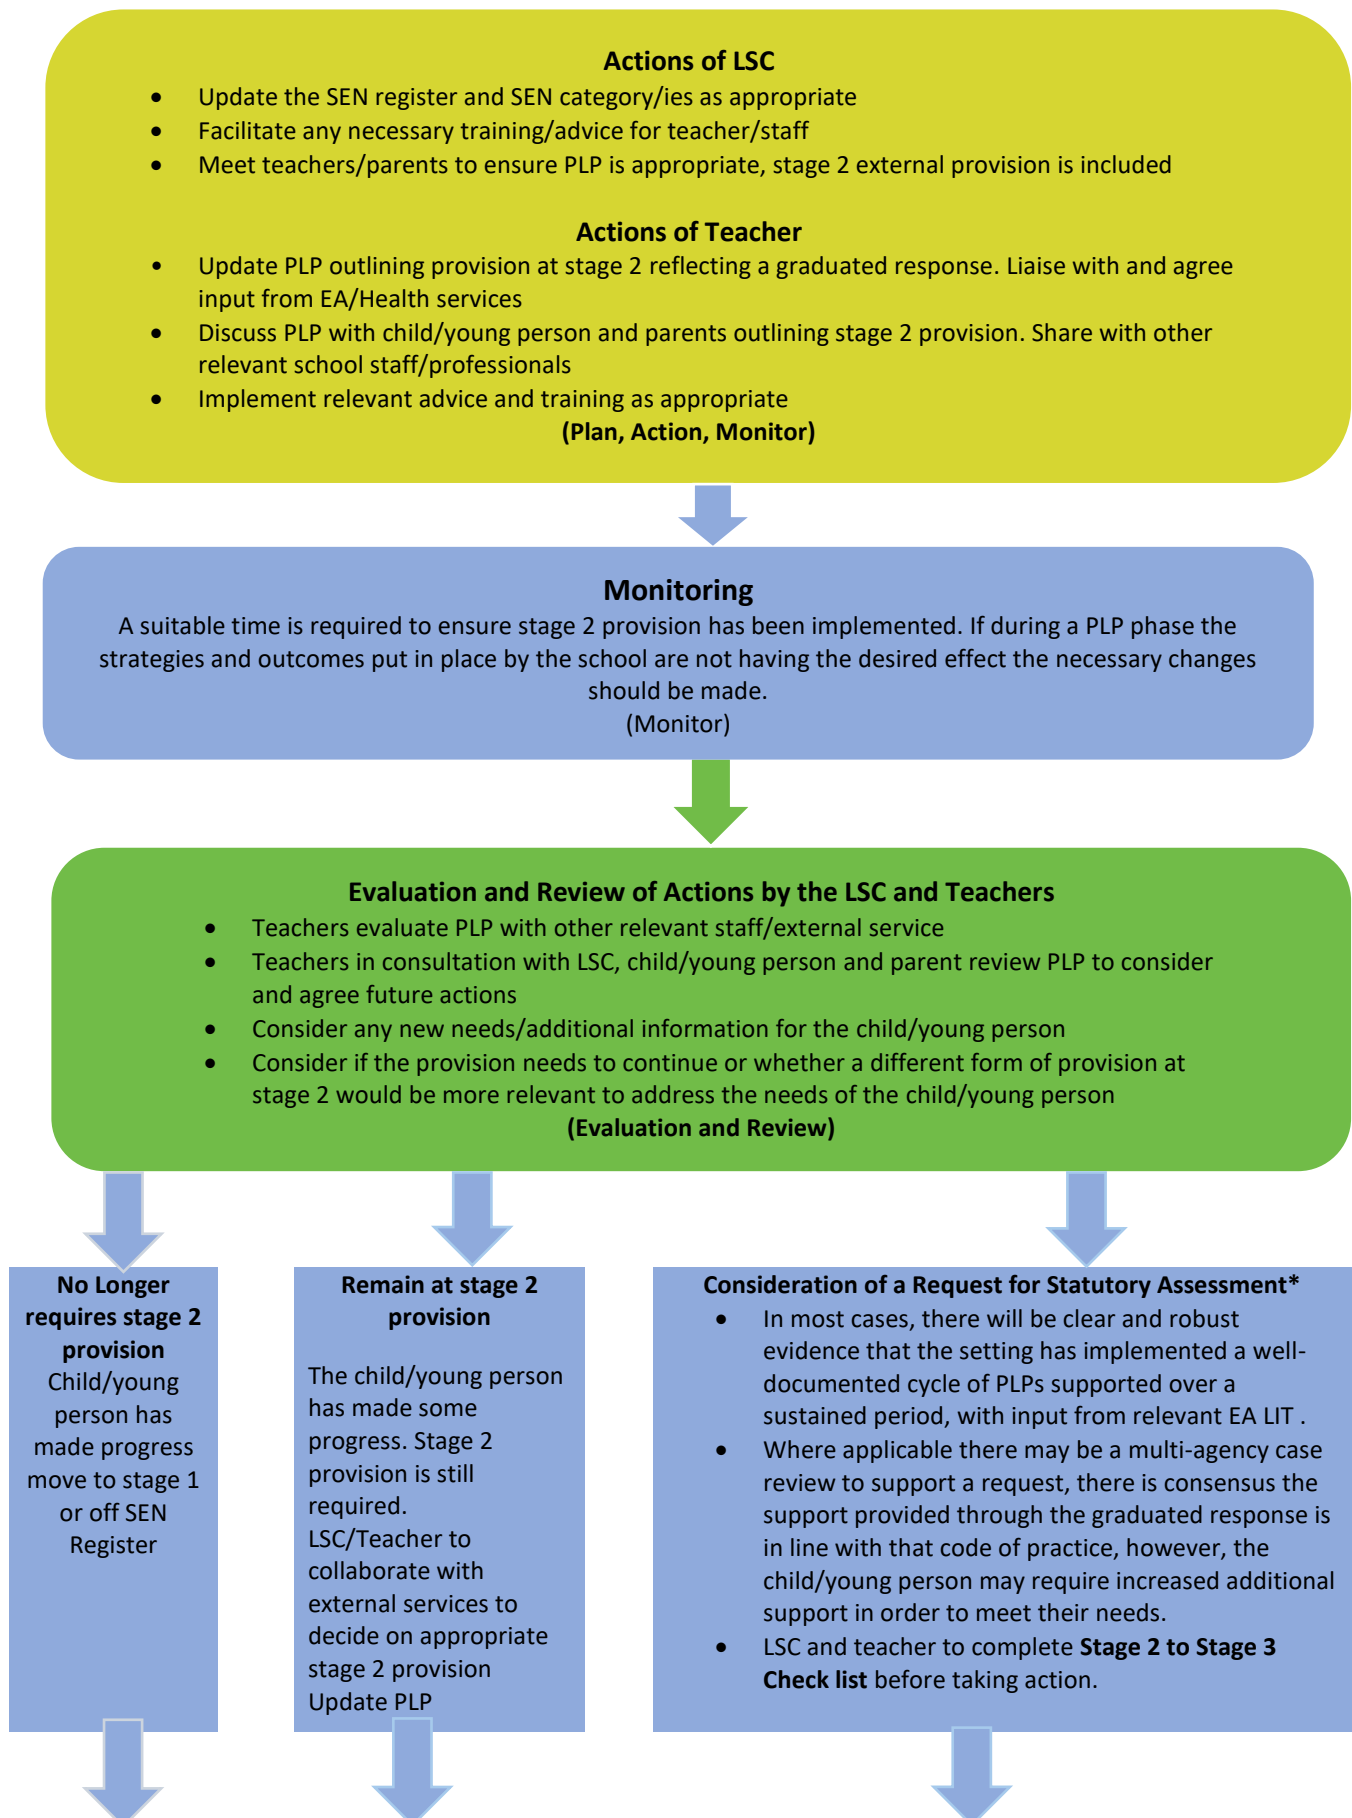 Actions of LSC
• Update the SEN register and SEN category/ies as appropriate
• Facilitate any necessary training/advice for teacher/staff
• Meet teachers/parents to ensure PLP is appropriate, stage 2 external provision is included
Actions of Teacher
• Update PLP outlining provision at stage 2 reflecting a graduated response. Liaise with and agree
input from EA/Health services
• Discuss PLP with child/young person and parents outlining stage 2 provision. Share with other
relevant school staff/professionals
• Implement relevant advice and training as appropriate
(Plan, Action, Monitor)
Monitoring
A suitable time is required to ensure stage 2 provision has been implemented. If during a PLP phase the
strategies and outcomes put in place by the school are not having the desired effect the necessary changes
should be made.
(Monitor)
Evaluation and Review of Actions by the LSC and Teachers
• Teachers evaluate PLP with other relevant staff/external service
• Teachers in consultation with LSC, child/young person and parent review PLP to consider
and agree future actions
• Consider any new needs/additional information for the child/young person
• Consider if the provision needs to continue or whether a different form of provision at
stage 2 would be more relevant to address the needs of the child/young person
(Evaluation and Review)
No Longer
requires stage 2
provision
Child/young
person has
made progress
move to stage 1
or off SEN
Register
Remain at stage 2
provision
The child/young person
has made some
progress. Stage 2
provision is still
required.
LSC/Teacher to
collaborate with
external services to
decide on appropriate
stage 2 provision
Update PLP
Consideration of a Request for Statutory Assessment*
• In most cases, there will be clear and robust
evidence that the setting has implemented a well-
documented cycle of PLPs supported over a
sustained period, with input from relevant EA LIT .
• Where applicable there may be a multi-agency case
review to support a request, there is consensus the
support provided through the graduated response is
in line with that code of practice, however, the
child/young person may require increased additional
support in order to meet their needs.
• LSC and teacher to complete Stage 2 to Stage 3
Check list before taking action.